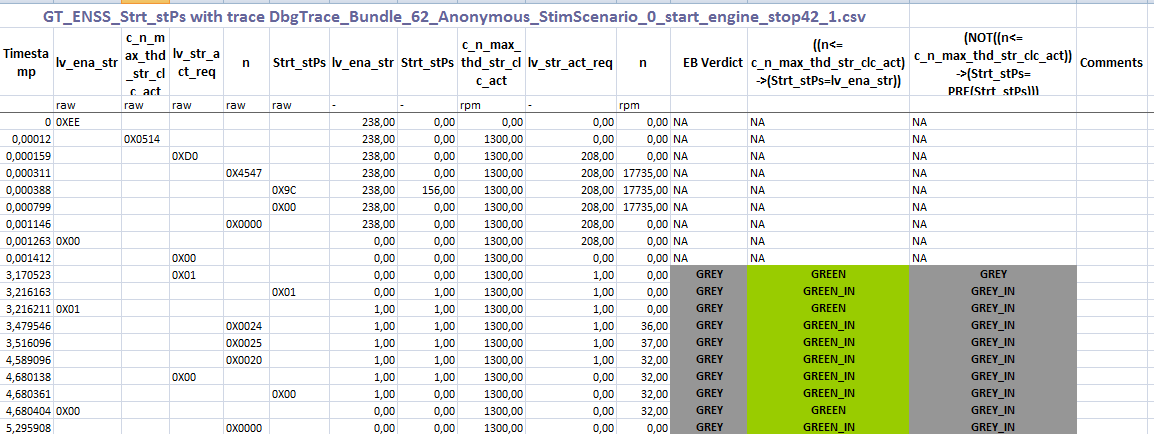 GT_ENSS_Strt_stPs with trace DbgTrace_Bundle_62_Anonymous_StimScenario_0_start_engine_stop42_1.csv
Timesta mp lv_ena_str c_n_m ax_thd _str_cl c_act lv_str_a ct_req n Strt_stPs lv_ena_str Strt_stPs c_n_max_ thd_str_cl c_act lv_str_act_req n EB Verdict ((n<= c_n_max_thd_str_clc_act) ->(Strt_stPs=lv_ena_str)) (NOT((n<= c_n_max_thd_str_clc_act)) ->(Strt_stPs= PRE(Strt_stPs))) Comments
raw raw raw raw raw - - rpm - rpm
0 0XEE 238,00 0,00 0,00 0,00 0,00 NA NA NA
0,00012 0X0514 238,00 0,00 1300,00 0,00 0,00 NA NA NA
0,000159 0XD0 238,00 0,00 1300,00 208,00 0,00 NA NA NA
0,000311 0X4547 238,00 0,00 1300,00 208,00 17735,00 NA NA NA
0,000388 0X9C 238,00 156,00 1300,00 208,00 17735,00 NA NA NA
0,000799 0X00 238,00 0,00 1300,00 208,00 17735,00 NA NA NA
0,001146 0X0000 238,00 0,00 1300,00 208,00 0,00 NA NA NA
0,001263 0X00 0,00 0,00 1300,00 208,00 0,00 NA NA NA
0,001412 0X00 0,00 0,00 1300,00 0,00 0,00 NA NA NA
3,170523 0X01 0,00 0,00 1300,00 1,00 0,00 GREY GREEN GREY
3,216163 0X01 0,00 1,00 1300,00 1,00 0,00 GREY GREEN_IN GREY_IN
3,216211 0X01 1,00 1,00 1300,00 1,00 0,00 GREY GREEN GREY_IN
3,479546 0X0024 1,00 1,00 1300,00 1,00 36,00 GREY GREEN_IN GREY_IN
3,516096 0X0025 1,00 1,00 1300,00 1,00 37,00 GREY GREEN_IN GREY_IN
4,589096 0X0020 1,00 1,00 1300,00 1,00 32,00 GREY GREEN_IN GREY_IN
4,680138 0X00 1,00 1,00 1300,00 0,00 32,00 GREY GREEN_IN GREY_IN
4,680361 0X00 1,00 0,00 1300,00 0,00 32,00 GREY GREEN_IN GREY_IN
4,680404 0X00 0,00 0,00 1300,00 0,00 32,00 GREY GREEN GREY_IN
5,295908 0X0000 0,00 0,00 1300,00 0,00 0,00 GREY GREEN_IN GREY_IN